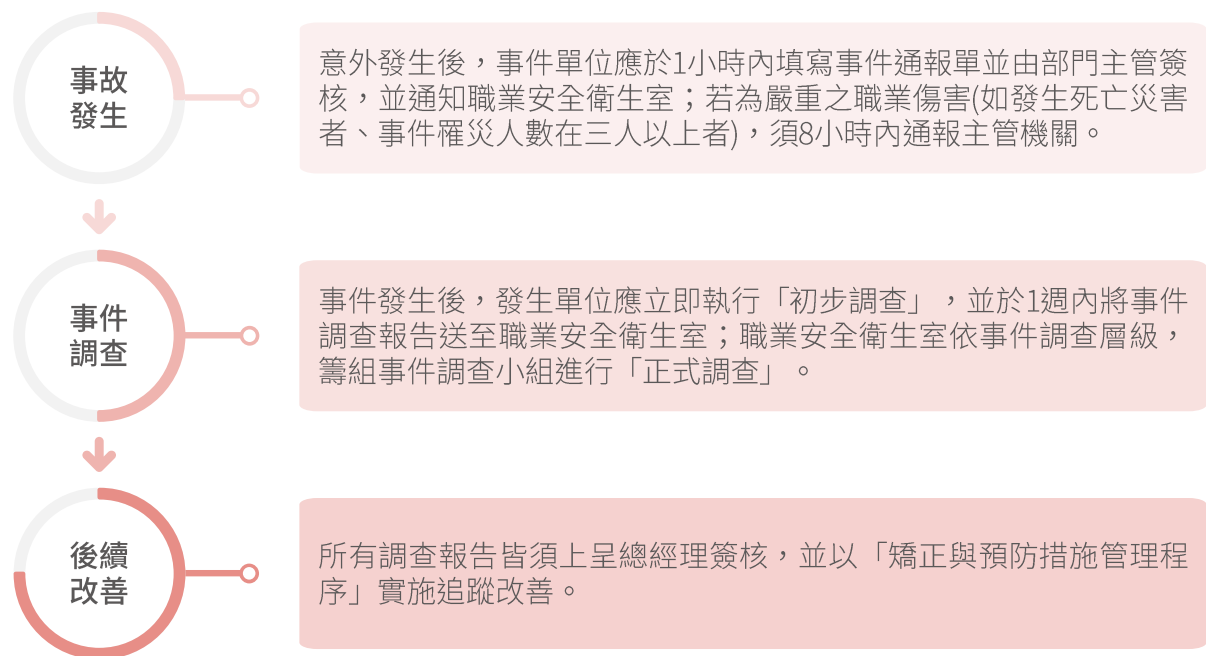 事故
發生
意外發生後，事件單位應於1小時內填寫事件通報單並由部門主管簽
核，並通知職業安全衛生室；若為嚴重之職業傷害(如發生死亡災害
者、事件罹災人數在三人以上者)，須8小時內通報主管機關。
事件
調查
事件發生後，發生單位應立即執行「初步調查」，並於1週內將事件
調查報告送至職業安全衛生室；職業安全衛生室依事件調查層級，
籌組事件調查小組進行「正式調查」。
後續
改善
所有調查報告皆須上呈總經理簽核，並以「矯正與預防措施管理程
序」實施追蹤改善。